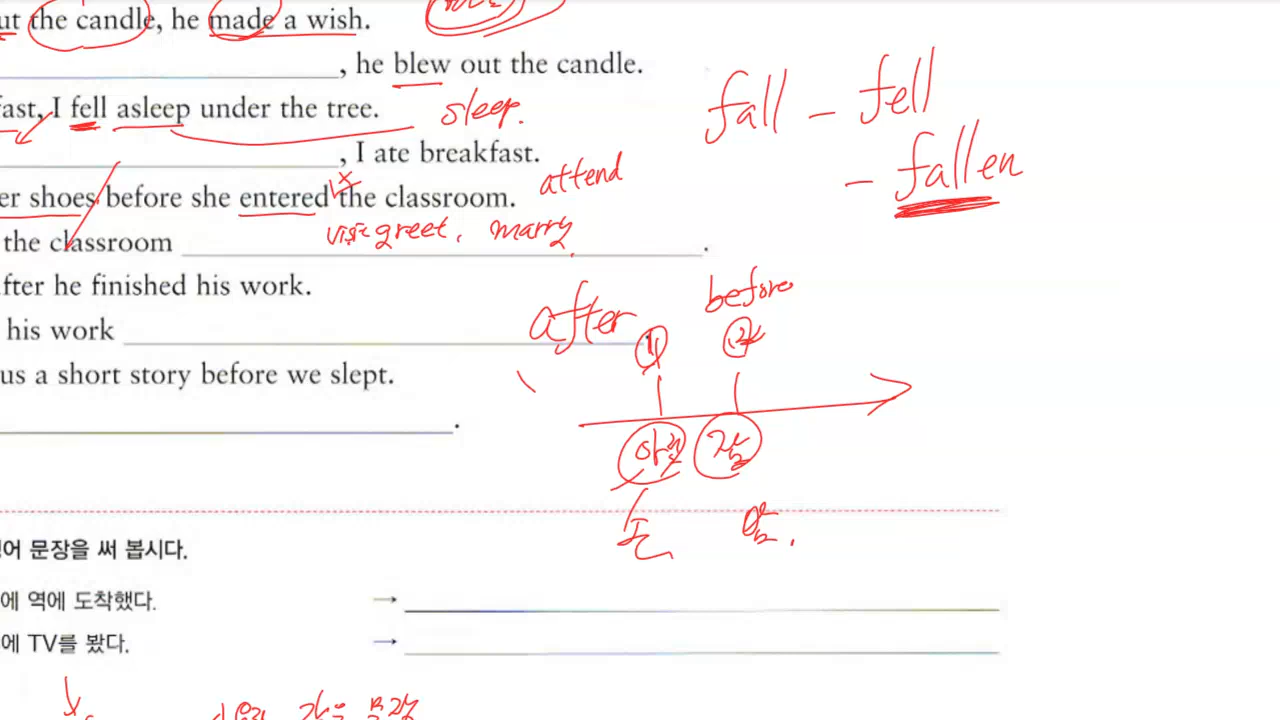 ut the candle, he made a wish.
, he blew out the candle.
fast, I fell asleep under the tree. sleep.
fall - fell
- fallen
, I ate breakfast.
er shoes before she entered the classroom. attend
visit greet, marry
the classroom .
after before
fter he finished his work.
1 2
his work
us a short story before we slept.
.
영어 문장을 써 봅시다.
에 역에 도착했다. →
에 TV를 봤다. →